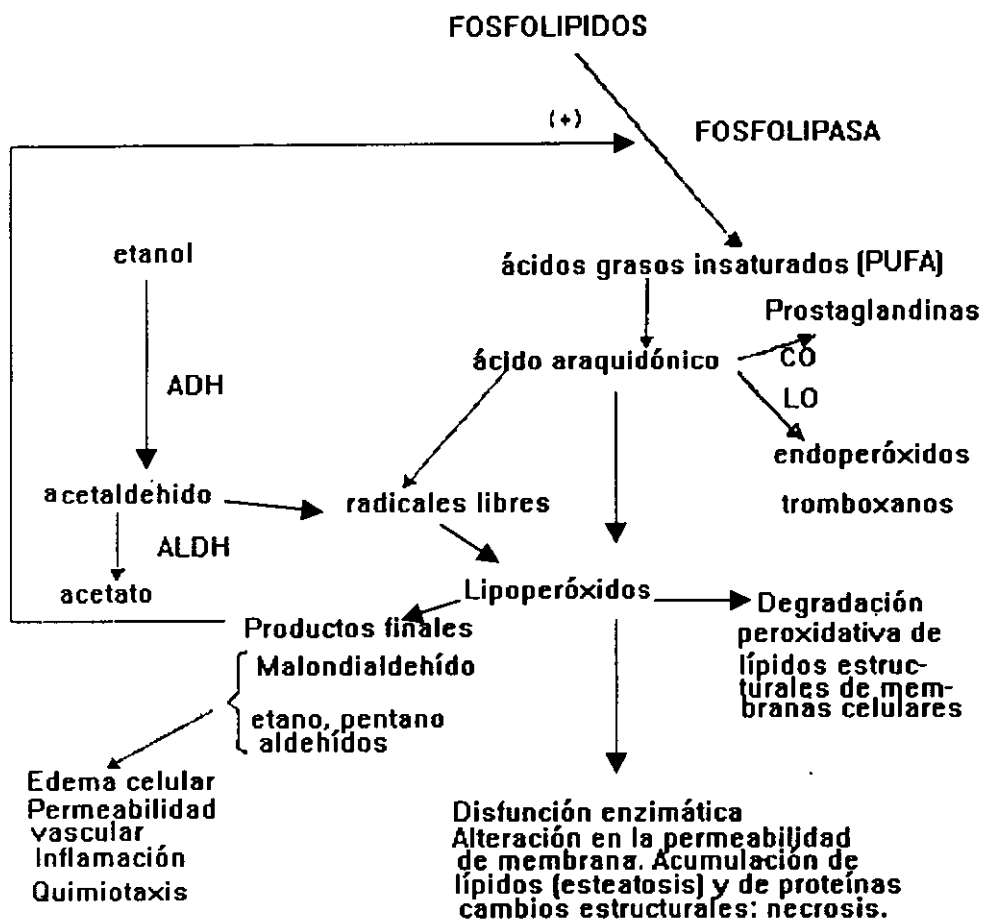 FOSFOLIPIDOS
(+)
FOSFOLIPASA
etanol
ácidos grasos insaturados (PUFA)
Prostaglandinas
ácido araquidónico
CO
ADH
LO
endoperóxidos
acetaldehido
radicales libres
tromboxanos
ALDH
acetato
Lipoperóxidos
Degradación
peroxidativa de
lípidos estruc-
turales de mem-
branas celulares
Productos finales
Malondialdehído
etano, pentano
aldehídos
Edema celular
Permeabilidad
vascular
Inflamación
Quimiotaxis
Disfunción enzimática
Alteración en la permeabilidad
de membrana. Acumulación de
lípidos (esteatosis) y de proteínas
cambios estructurales: necrosis.